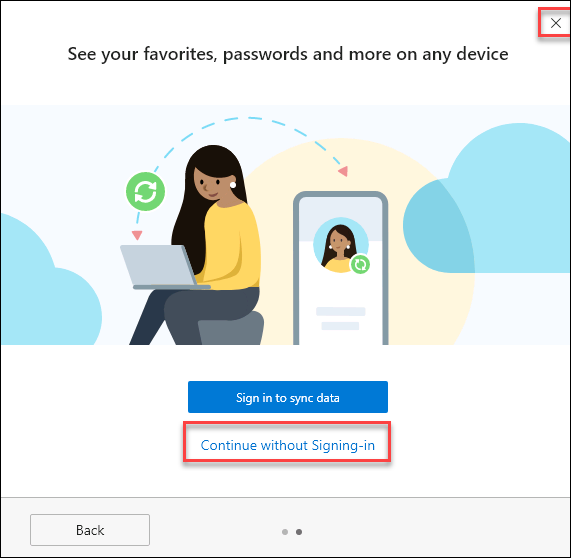 See your favorites, passwords and more on any device
Sign in to sync data
Continue without Signing-in
Back